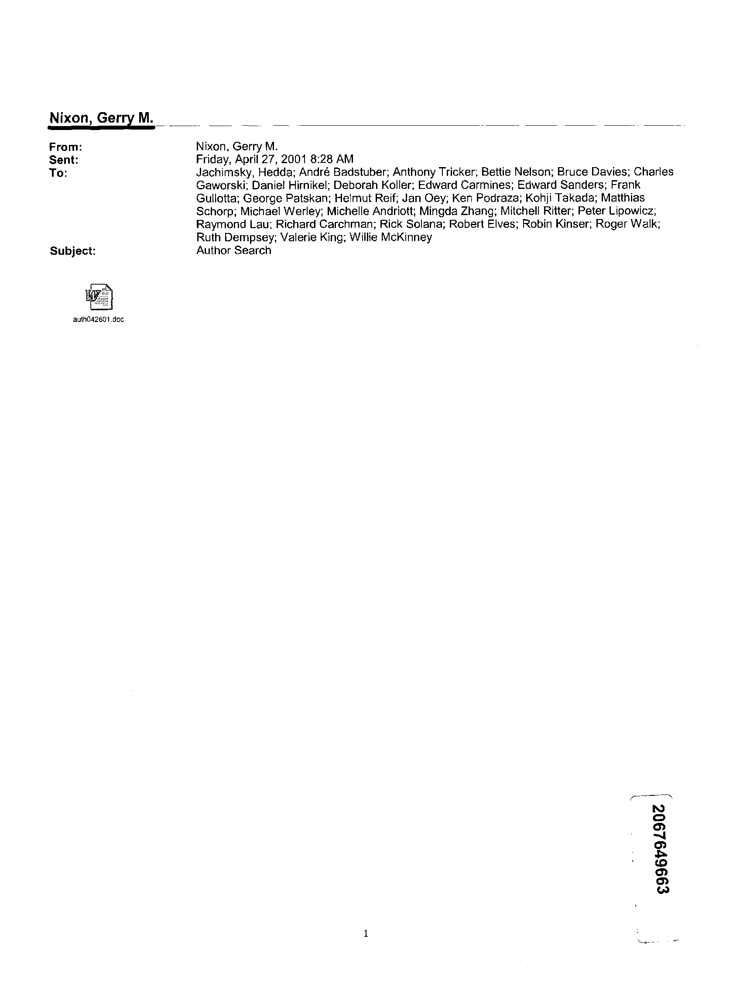 Nixon, Gerry M.
From: Nixon, Gerry M.
Sent: Friday, April 27, 2001 8:28 AM
To: Jachimsky, Hedda; André Badstuber; Anthony Tricker; Bettie Nelson; Bruce Davies; Charles
Gaworski; Daniel Hirnikel; Deborah Koller; Edward Carmines; Edward Sanders; Frank
Gullotta; George Patskan; Helmut Reif; Jan Oey; Ken Podraza; Kohji Takada; Matthias
Schorp; Michael Werley; Michelle Andriott; Mingda Zhang; Mitchell Ritter; Peter Lipowicz;
Raymond Lau; Richard Carchman; Rick Solana; Robert Elves; Robin Kinser; Roger Walk;
Ruth Dempsey; Valerie King; Willie McKinney
Subject: Author Search
auth042601.doc
2067649663
1